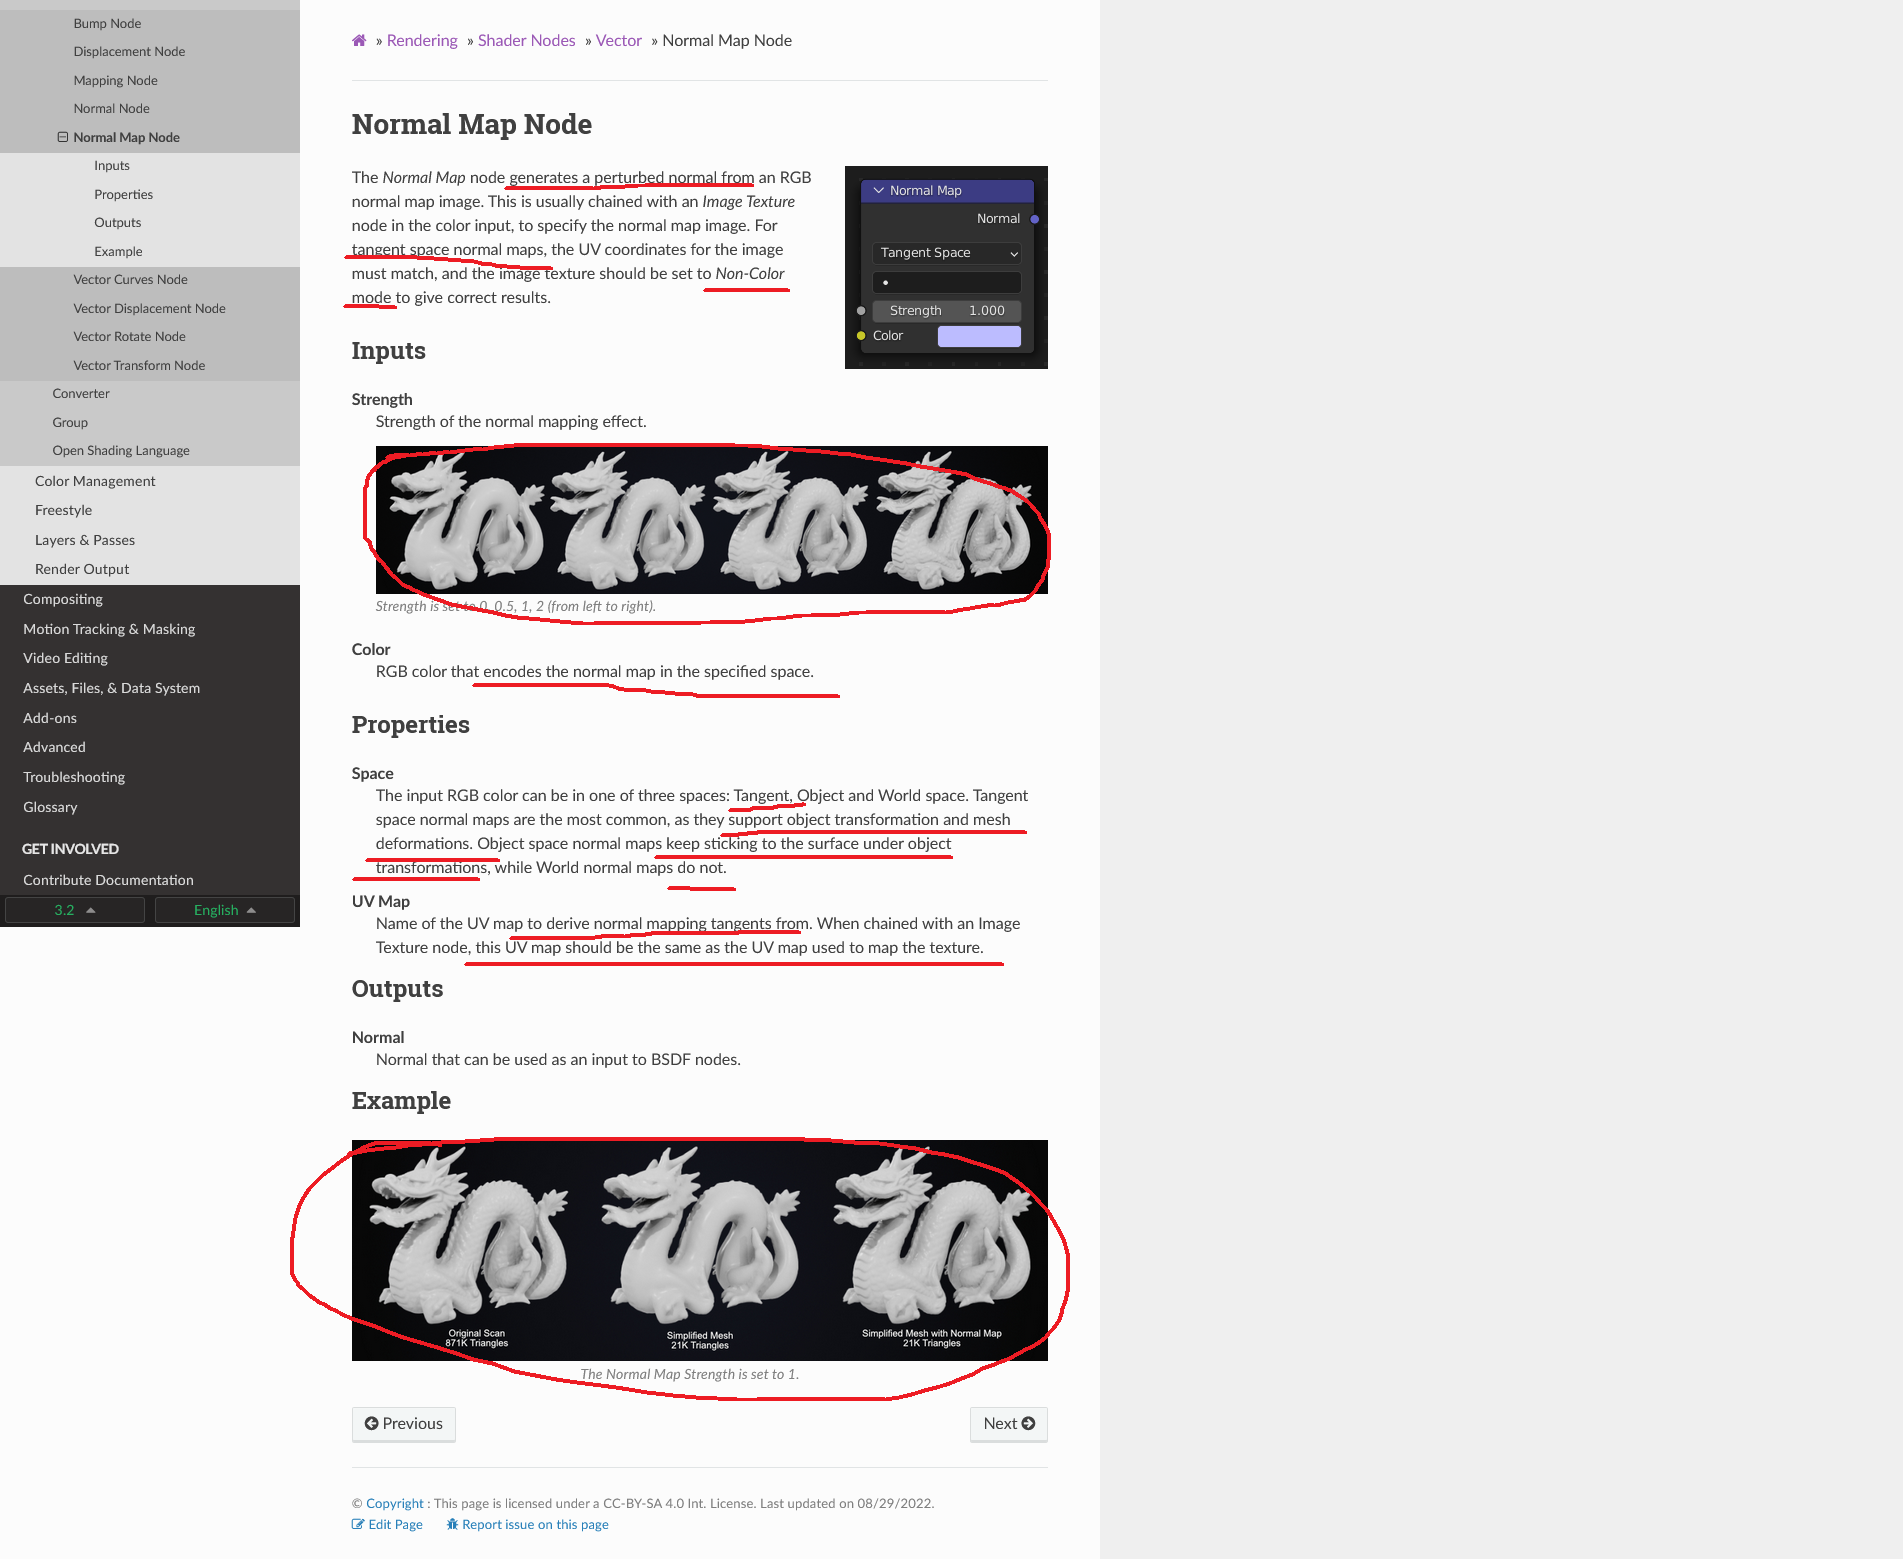 Bump Node
Displacement Node
Mapping Node
Normal Node
Normal Map Node
Inputs
Properties
Outputs
Example
Vector Curves Node
Vector Displacement Node
Vector Rotate Node
Vector Transform Node
Converter
Group
Open Shading Language
Color Management
Freestyle
Layers & Passes
Render Output
Compositing
Motion Tracking & Masking
Video Editing
Assets, Files, & Data System
Add-ons
Advanced
Troubleshooting
Glossary
GET INVOLVED
Contribute Documentation
3.2 English
» Rendering » Shader Nodes » Vector » Normal Map Node
Normal Map Node
The Normal Map node generates a perturbed normal from an RGB
normal map image. This is usually chained with an Image Texture
node in the color input, to specify the normal map image. For
tangent space normal maps, the UV coordinates for the image
must match, and the image texture should be set to Non-Color
mode to give correct results.
Normal Map
Normal
Tangent Space
Strength 1.000
Color
Inputs
Strength
Strength of the normal mapping effect.
Strength is set to 0, 0.5, 1, 2 (from left to right).
Color
RGB color that encodes the normal map in the specified space.
Properties
Space
The input RGB color can be in one of three spaces: Tangent, Object and World space. Tangent
space normal maps are the most common, as they support object transformation and mesh
deformations. Object space normal maps keep sticking to the surface under object
transformations, while World normal maps do not.
UV Map
Name of the UV map to derive normal mapping tangents from. When chained with an Image
Texture node, this UV map should be the same as the UV map used to map the texture.
Outputs
Normal
Normal that can be used as an input to BSDF nodes.
Example
Original Scan
871K Triangles
Simplified Mesh
21K Triangles
Simplified Mesh with Normal Map
21K Triangles
The Normal Map Strength is set to 1.
Previous
Next
© Copyright : This page is licensed under a CC-BY-SA 4.0 Int. License. Last updated on 08/29/2022.
Edit Page Report issue on this page